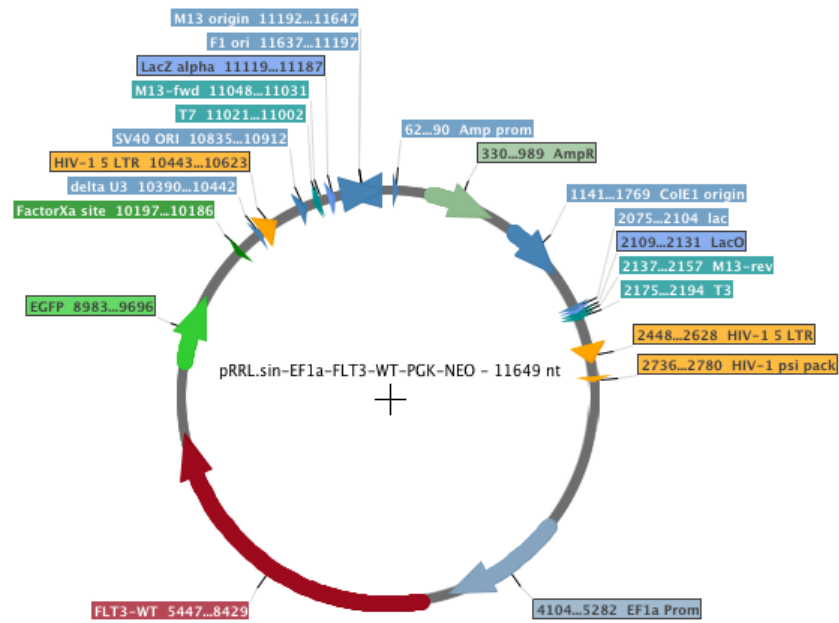 M13 origin 11192...11647
F1 ori 11637...11197
LacZ alpha 11119...11187
M13-fwd 11048...11031
T7 11021...11002
SV40 ORI 10835...10912
HIV-1 5 LTR 10443...10623
delta U3 10390...10442
FactorXa site 10197...10186
EGFP 8983...9696
FLT3-WT 5447...8429
62...90 Amp prom
330...989 AmpR
1141...1769 ColE1 origin
2075...2104 lac
2109...2131 LacO
2137...2157 M13-rev
2175...2194 T3
2448...2628 HIV-1 5 LTR
2736...2780 HIV-1 psi pack
pRRL.sin-EF1a-FLT3-WT-PGK-NEO - 11649 nt
4104...5282 EF1a Prom